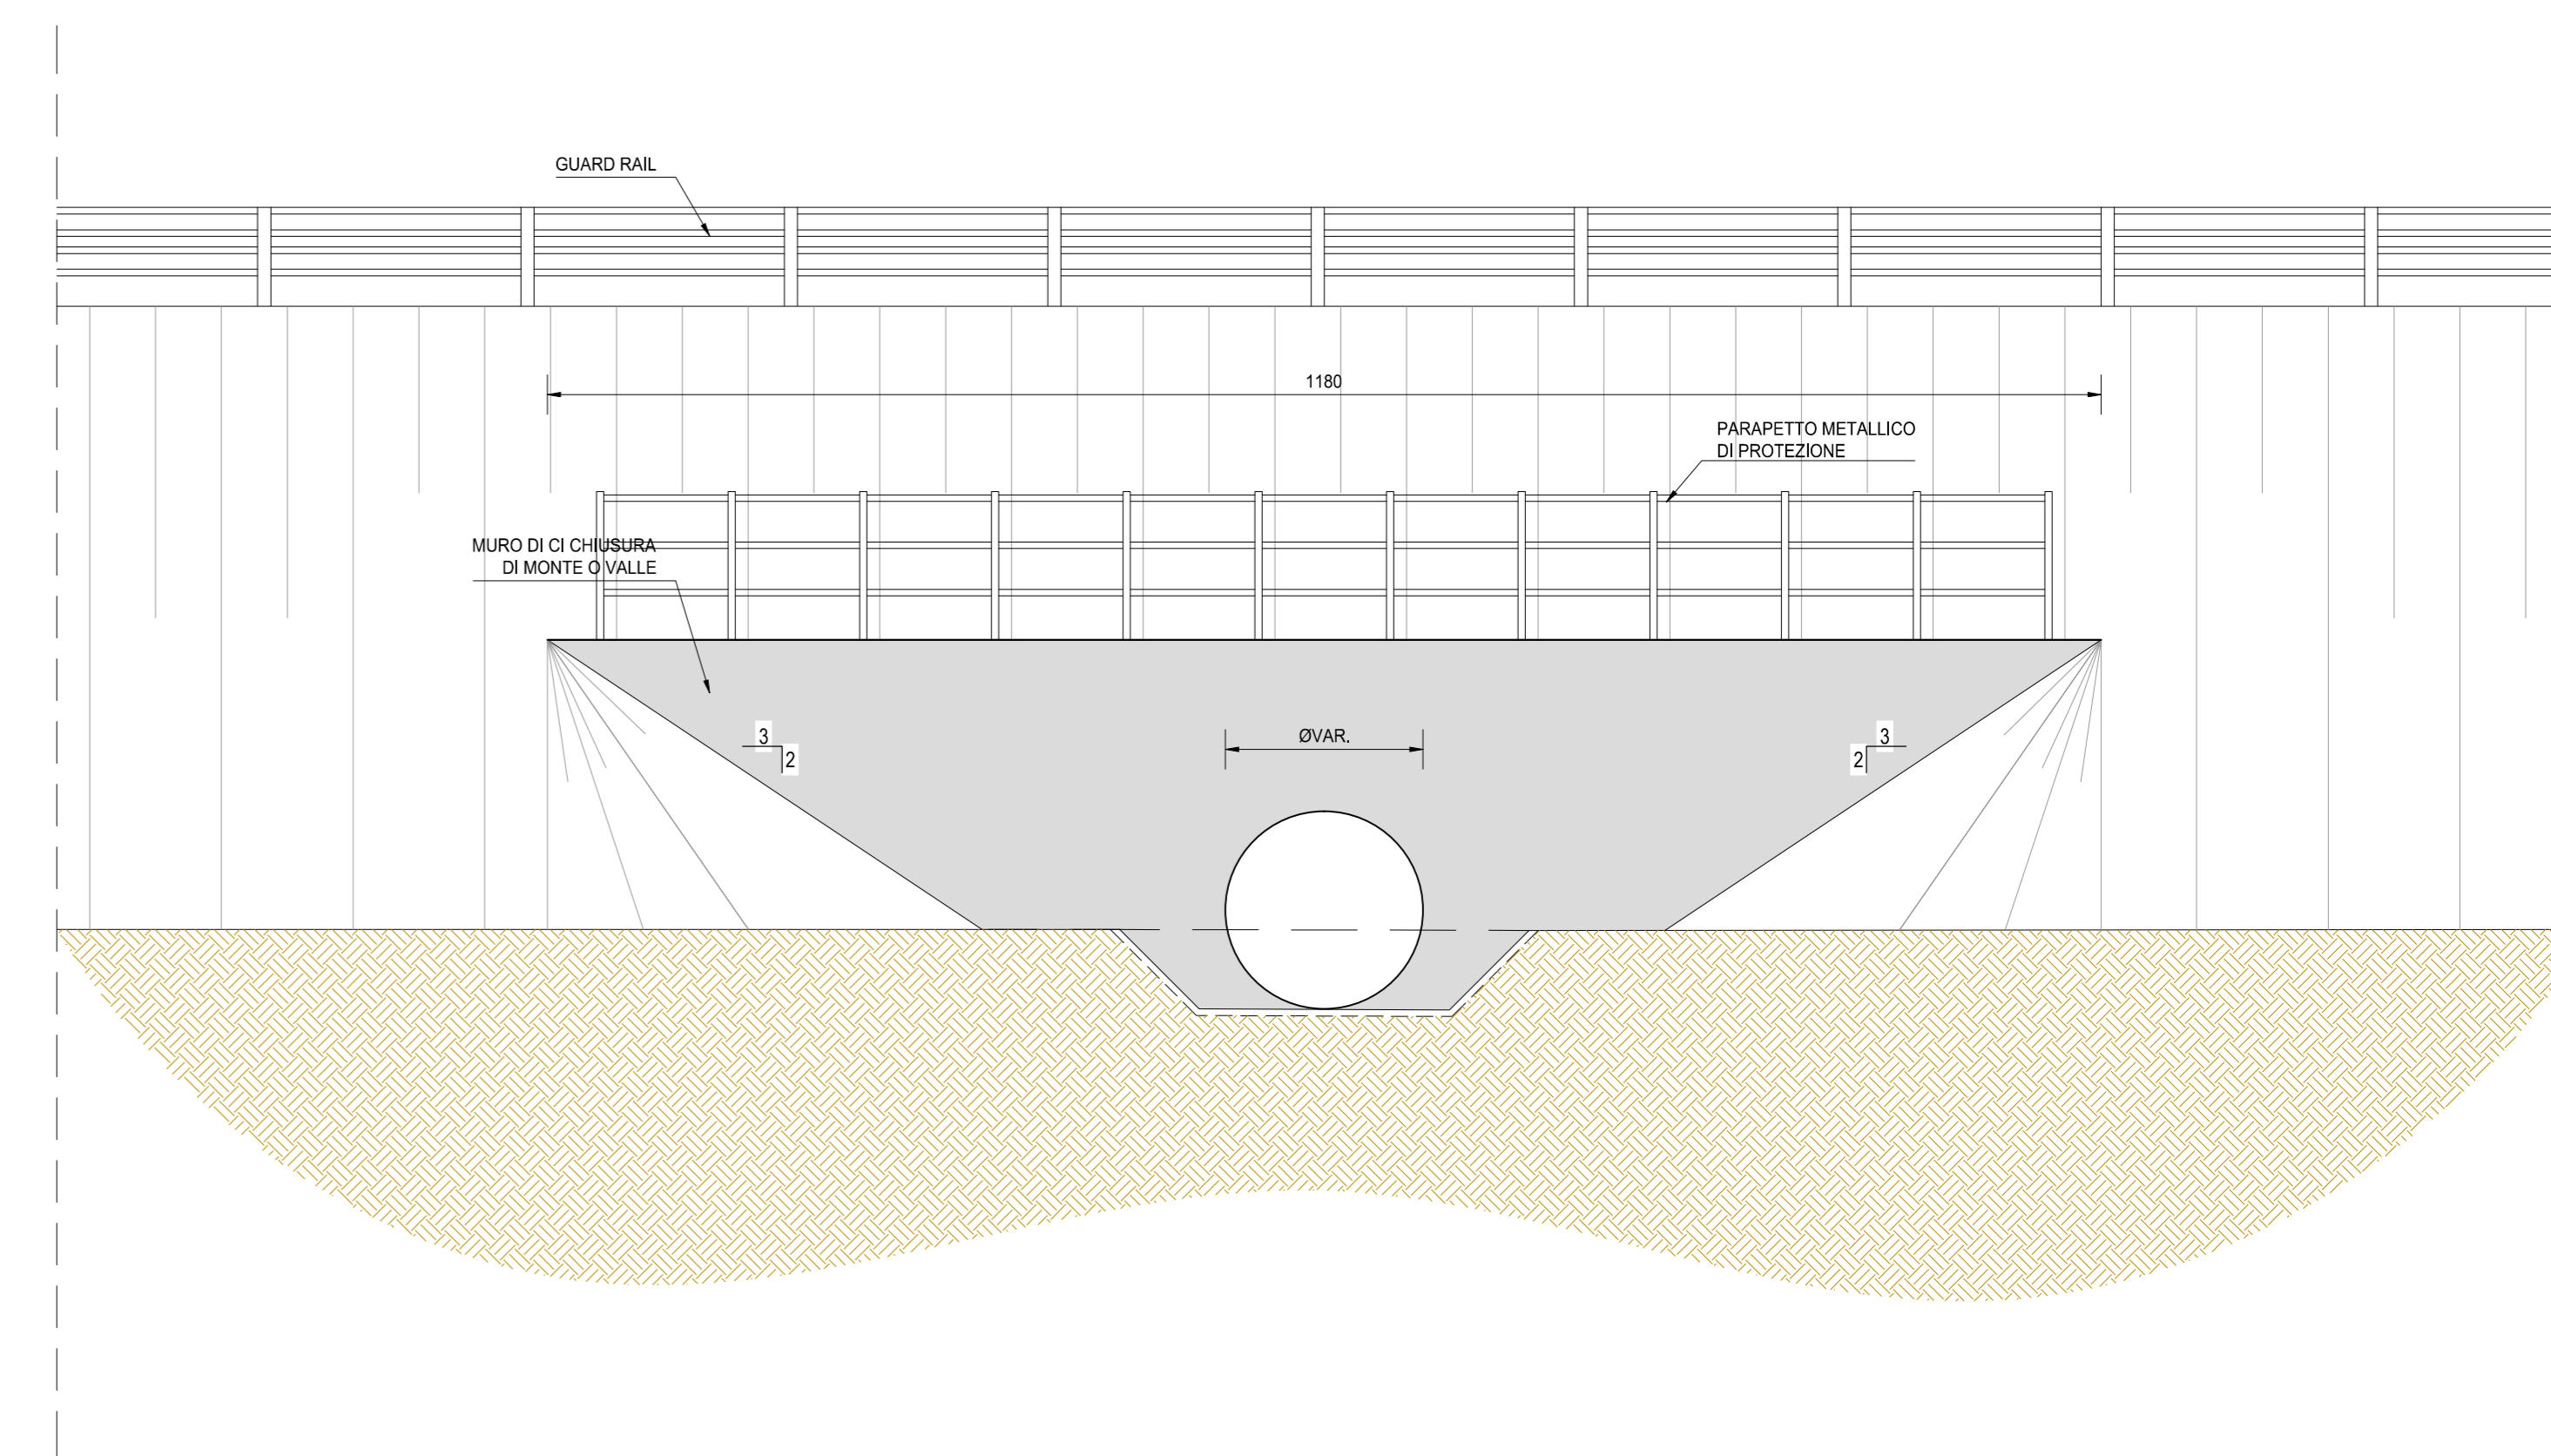 GUARD RAIL
1180
PARAPETTO METALLICO
DI PROTEZIONE
MURO DI CI CHIUSURA
DI MONTE O VALLE
3
2
ØVAR.
3
2